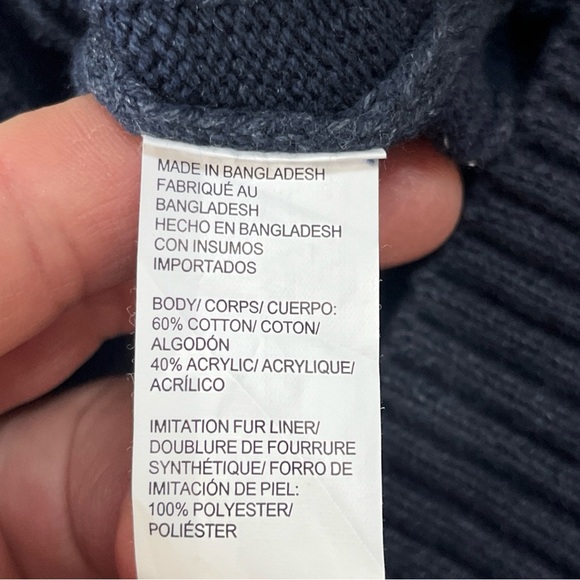 MADE IN BANGLADESH
FABRIQUÉ AU
BANGLADESH
HECHO EN BANGLADESH
CON INSUMOS
IMPORTADOS
BODY/ CORPS/ CUERPO:
60% COTTON/ COTON/
ALGODÓN
40% ACRYLIC/ ACRYLIQUE/
ACRÍLICO
IMITATION FUR LINER/
DOUBLURE DE FOURRURE
SYNTHÉTIQUE/ FORRO DE
IMITACIÓN DE PIEL:
100% POLYESTER/
POLIÉSTER